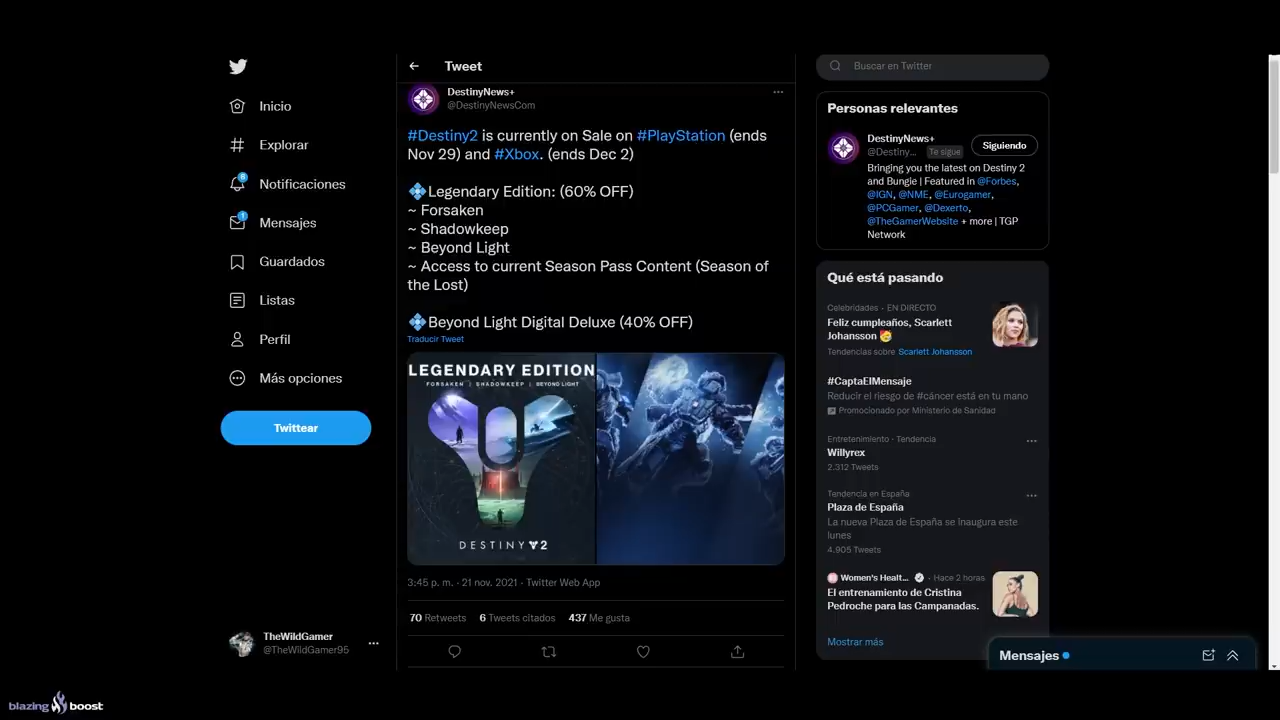 Inicio
Explorar
8
Notificaciones
1
Mensajes
Guardados
Listas
Perfil
Más opciones
Twittear
TheWildGamer
@TheWildGamer95
Tweet
DestinyNews+
@DestinyNewsCom
#Destiny2 is currently on Sale on #PlayStation (ends
Nov 29) and #Xbox. (ends Dec 2)
💠Legendary Edition: (60% OFF)
~ Forsaken
~ Shadowkeep
~ Beyond Light
~ Access to current Season Pass Content (Season of
the Lost)
💠Beyond Light Digital Deluxe (40% OFF)
Traducir Tweet
LEGENDARY EDITION
FORSAKEN | SHADOWKEEP | BEYOND LIGHT
DESTINY 2
3:45 p. m. · 21 nov. 2021 · Twitter Web App
70 Retweets 6 Tweets citados 437 Me gusta
Buscar en Twitter
Personas relevantes
DestinyNews+
@Destiny... Te sigue
Siguiendo
Bringing you the latest on Destiny 2
and Bungie | Featured in @Forbes,
@IGN, @NME, @Eurogamer,
@PCGamer, @Dexerto,
@TheGamerWebsite + more | TGP
Network
Qué está pasando
Celebridades · EN DIRECTO
Feliz cumpleaños, Scarlett
Johansson 🥳
Tendencias sobre Scarlett Johansson
#CaptaElMensaje
Reducir el riesgo de #cáncer está en tu mano
Promocionado por Ministerio de Sanidad
Entretenimiento · Tendencia
Willyrex
2.312 Tweets
Tendencia en España
Plaza de España
La nueva Plaza de España se inaugura este
lunes
4.905 Tweets
Women's Healt... · Hace 2 horas
El entrenamiento de Cristina
Pedroche para las Campanadas.
Mostrar más
Mensajes
blazing boost